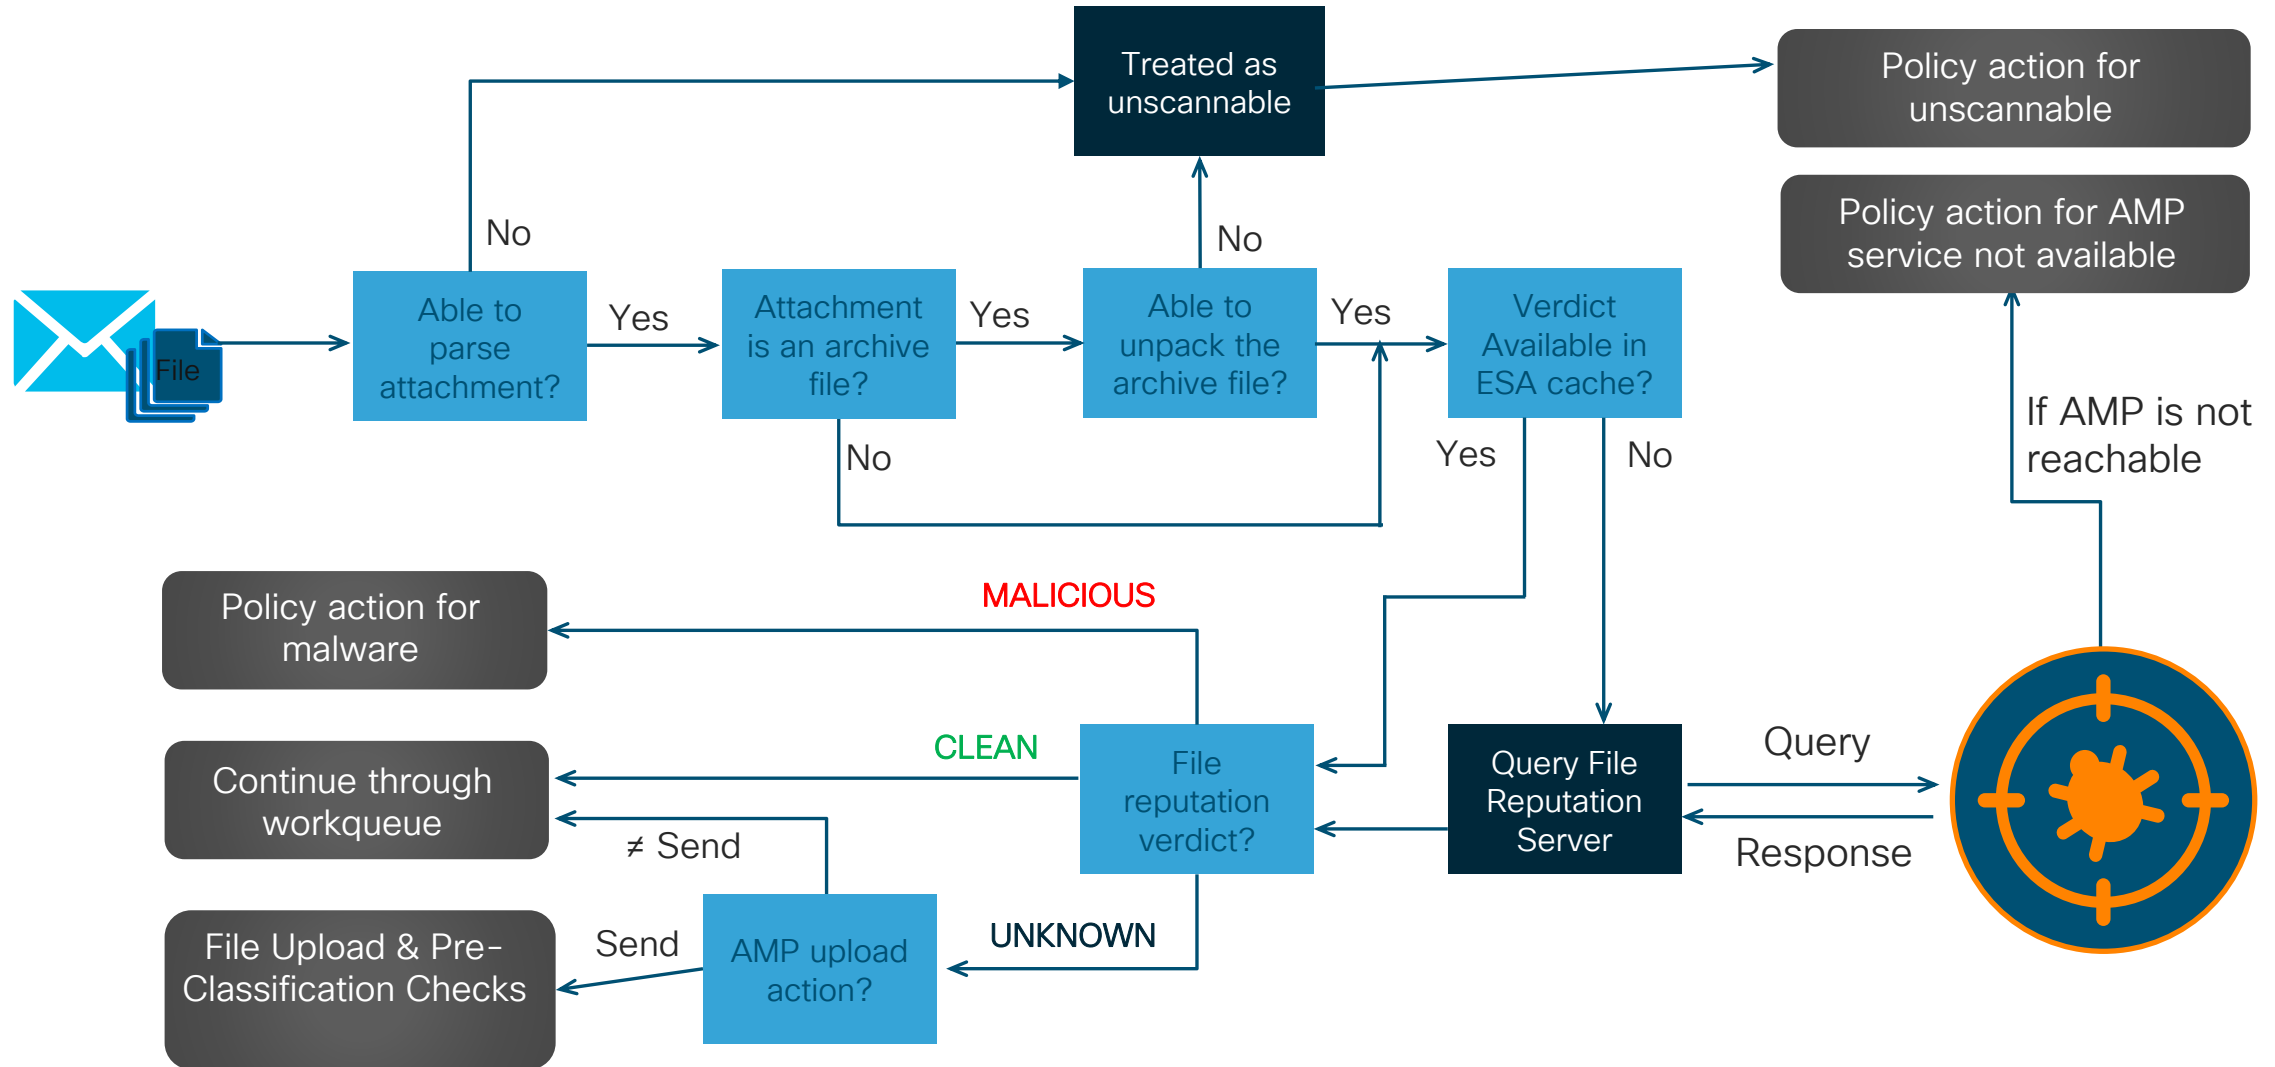 Treated as
unscannable
Policy action for
unscannable
Policy action for AMP
service not available
No
No
File
Able to
parse
attachment?
Yes
Attachment
is an archive
file?
Yes
Able to
unpack the
archive file?
Yes
Verdict
Available in
ESA cache?
If AMP is not
reachable
No
Yes
No
Policy action for
malware
MALICIOUS
Continue through
workqueue
CLEAN
≠ Send
File
reputation
verdict?
Query File
Reputation
Server
Query
Response
File Upload & Pre-
Classification Checks
Send
AMP upload
action?
UNKNOWN